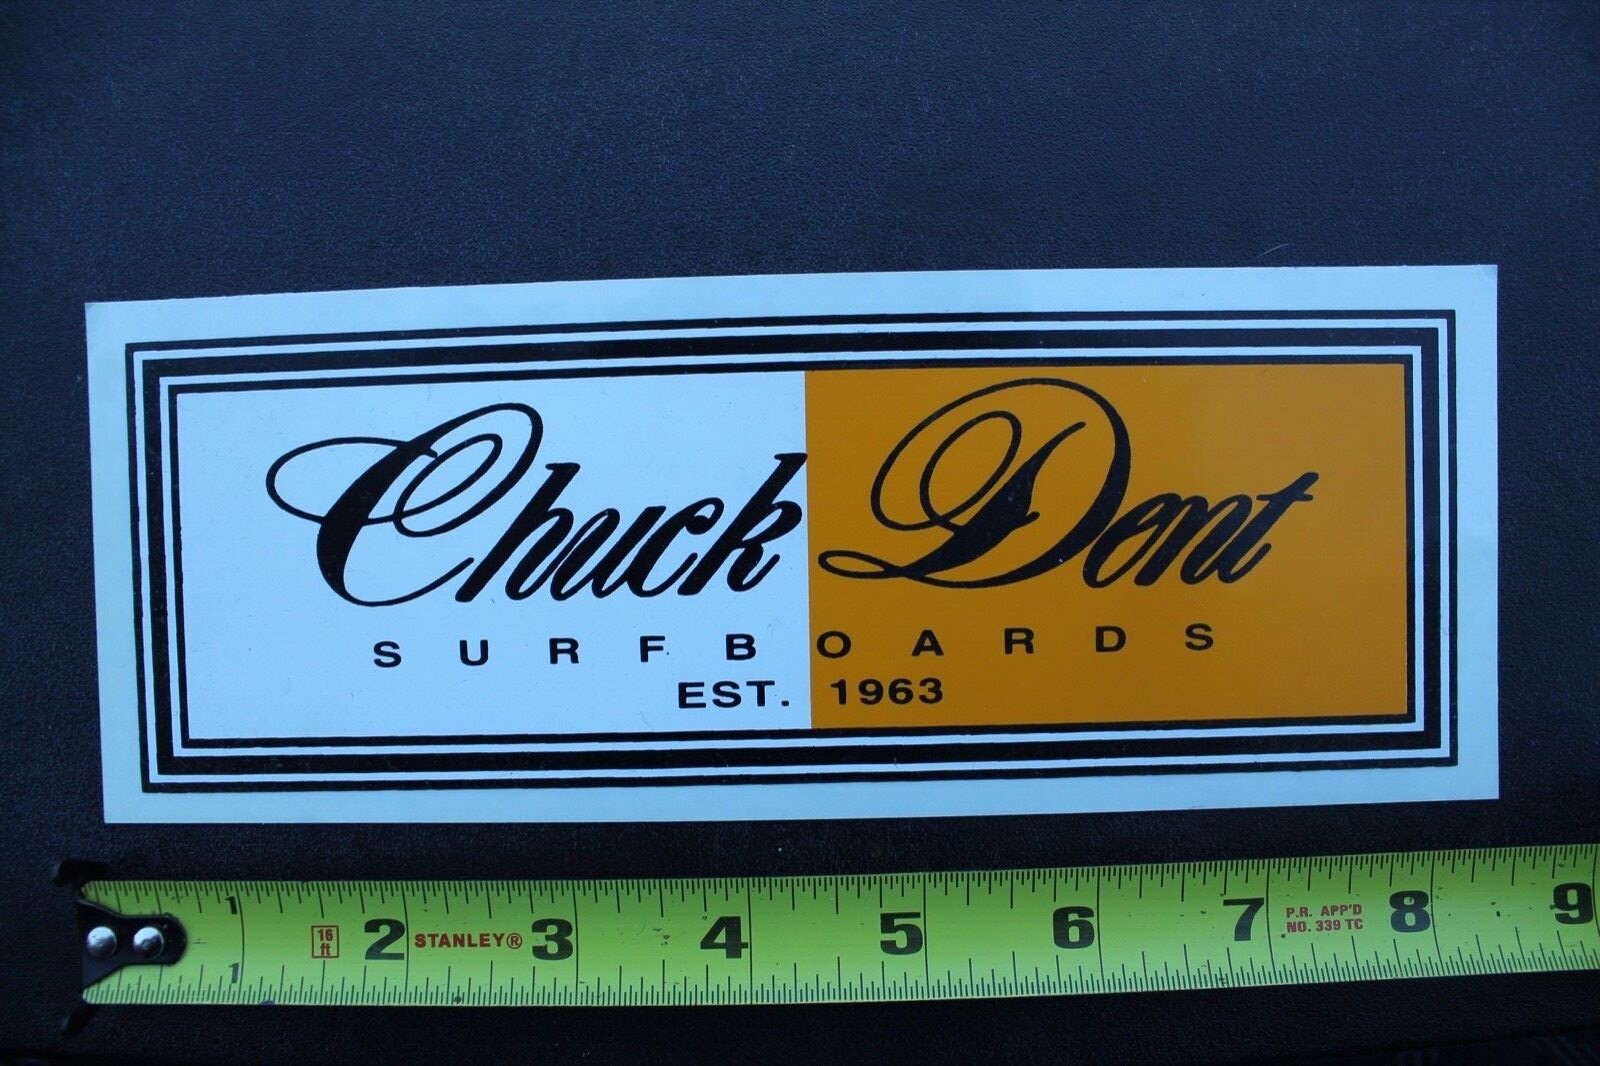 Chuck Dent
SURFBOARDS
EST. 1963
1 16 ft 2 STANLEY® 3 4 5 6 7 P.R. APP'D NO. 339 TC 8 9
1